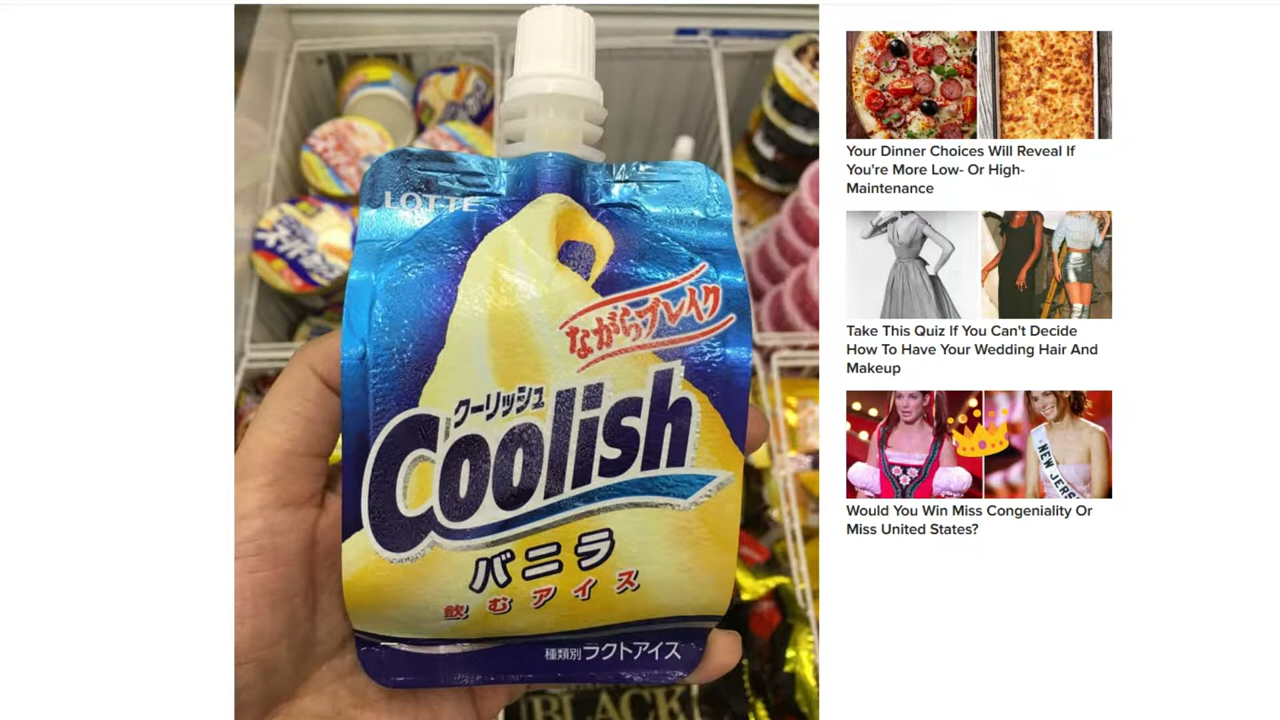 LOTTE
ながらブレイク
クーリッシュ
Coolish
バニラ
飲むアイス
種類別ラクトアイス
BLACK
Your Dinner Choices Will Reveal If
You're More Low- Or High-
Maintenance
Take This Quiz If You Can't Decide
How To Have Your Wedding Hair And
Makeup
NEW JERS
Would You Win Miss Congeniality Or
Miss United States?